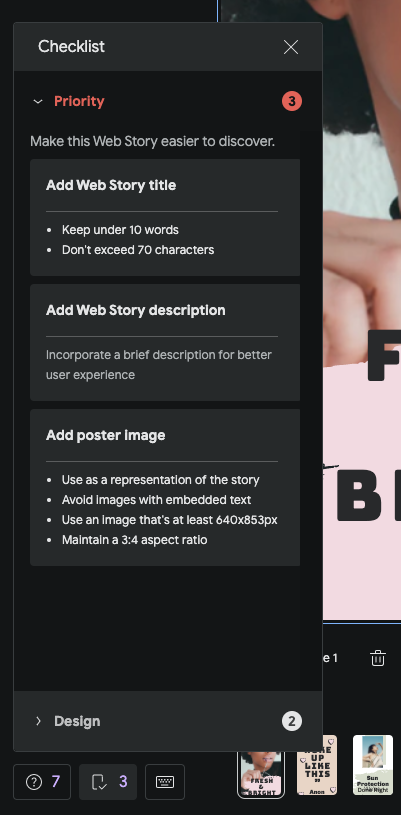 Checklist
Priority
3
Make this Web Story easier to discover.
Add Web Story title
Keep under 10 words
Don't exceed 70 characters
Add Web Story description
Incorporate a brief description for better
user experience
Add poster image
Use as a representation of the story
Avoid images with embedded text
Use an image that's at least 640x853px
Maintain a 3:4 aspect ratio
F
B
e 1
Design
2
7
3
FRESH
&
BRIGHT
UP
LIKE
THIS
Anon
Sun
Protection
Done Right